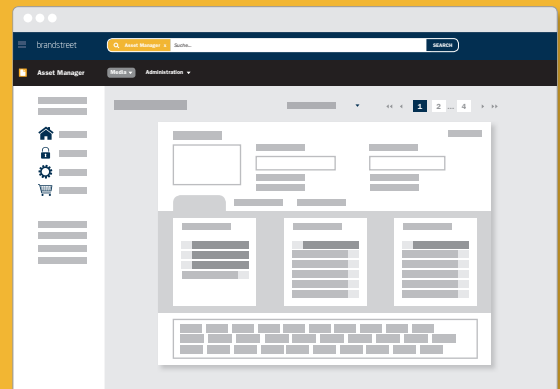 brandstreet
Asset Manager Suche... SEARCH
Asset Manager Media Administration
1 2 ... 4